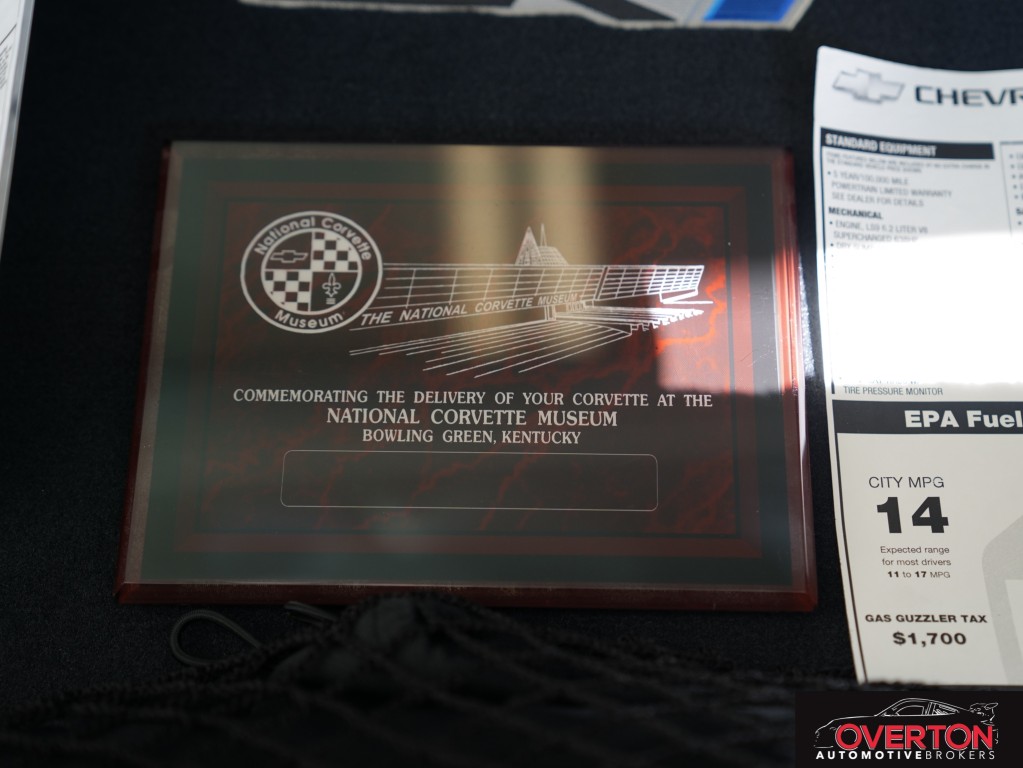 National Corvette
Museum
THE NATIONAL CORVETTE MUSEUM
COMMEMORATING THE DELIVERY OF YOUR CORVETTE AT THE
NATIONAL CORVETTE MUSEUM
BOWLING GREEN, KENTUCKY
CHEVR
STANDARD EQUIPMENT
• 5 YEAR/100,000 MILE
POWERTRAIN LIMITED WARRANTY
SEE DEALER FOR DETAILS
MECHANICAL
• ENGINE, LS9 6.2 LITER V8
SUPERCHARGED
TIRE PRESSURE MONITOR
EPA Fuel
CITY MPG
14
Expected range
for most drivers
11 to 17 MPG
GAS GUZZLER TAX
$1,700
OVERTON
AUTOMOTIVEBROKERS